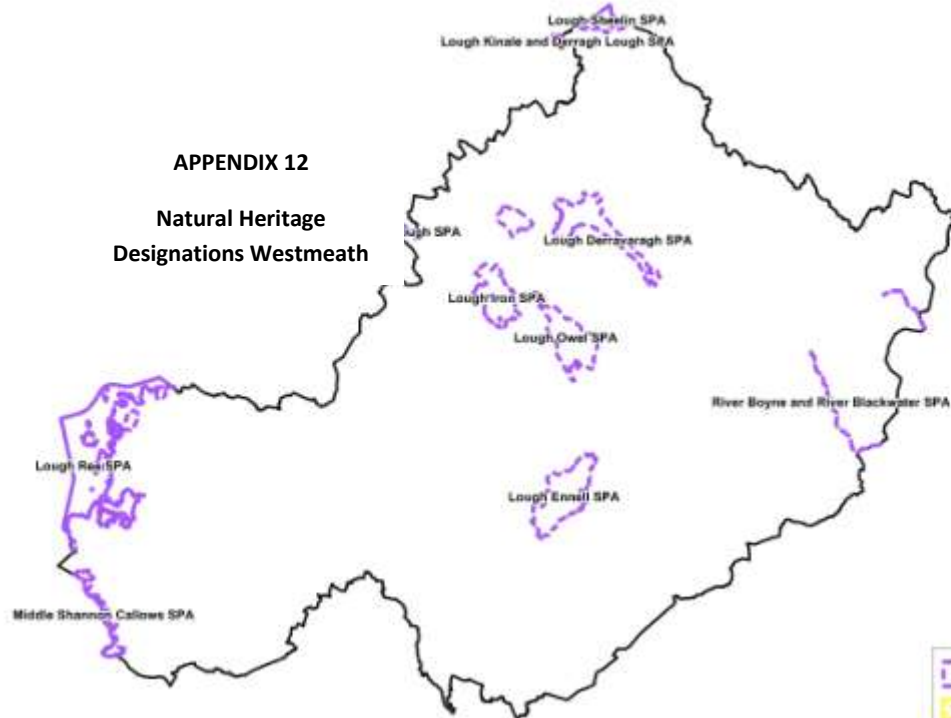 Lough Sheelin SPA
Lough Kinale and Derragh Lough SPA
APPENDIX 12
Natural Heritage
Designations Westmeath
ugh SPA
Lough Derravaragh SPA
Lough Iron SPA
Lough Owel SPA
River Boyne and River Blackwater SPA
Lough Ree SPA
Lough Ennell SPA
Middle Shannon Callows SPA